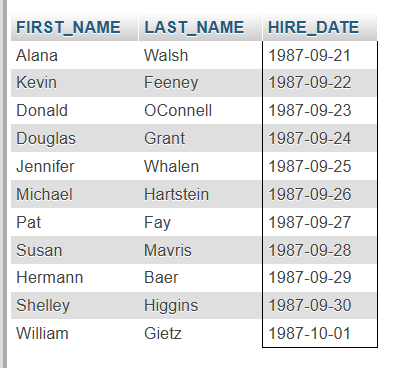 FIRST_NAME LAST_NAME HIRE_DATE
Alana Walsh 1987-09-21
Kevin Feeney 1987-09-22
Donald OConnell 1987-09-23
Douglas Grant 1987-09-24
Jennifer Whalen 1987-09-25
Michael Hartstein 1987-09-26
Pat Fay 1987-09-27
Susan Mavris 1987-09-28
Hermann Baer 1987-09-29
Shelley Higgins 1987-09-30
William Gietz 1987-10-01